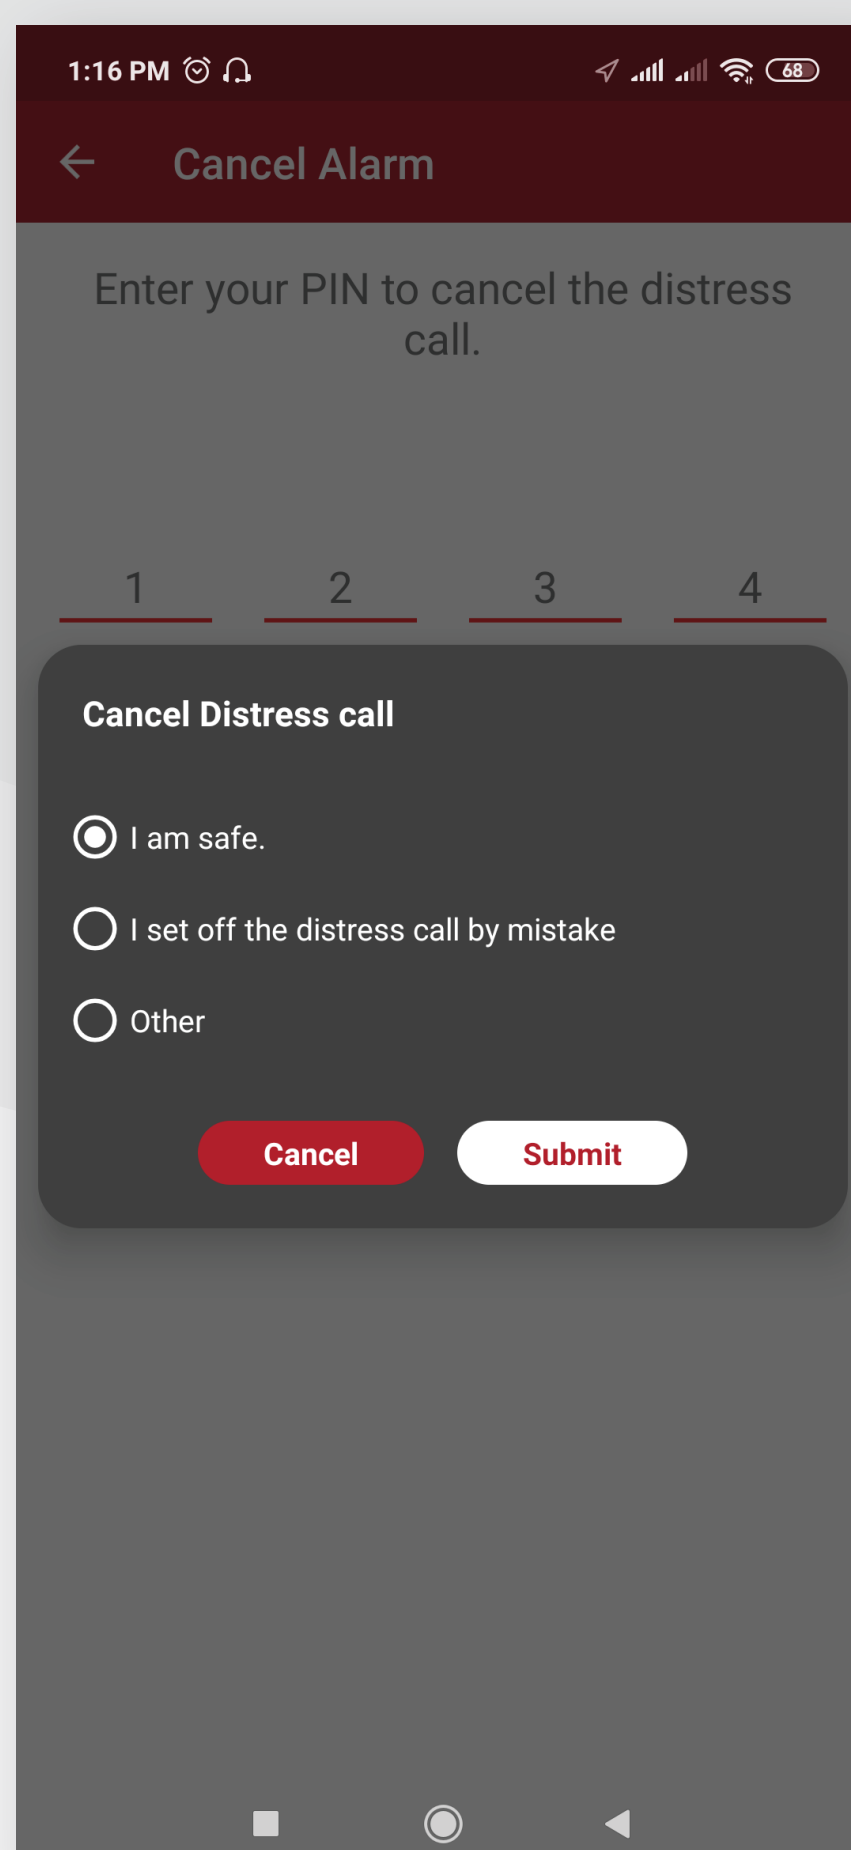 1:16 PM 68
Cancel Alarm
Enter your PIN to cancel the distress
call.
1 2 3 4
Cancel Distress call
I am safe.
I set off the distress call by mistake
Other
Cancel Submit